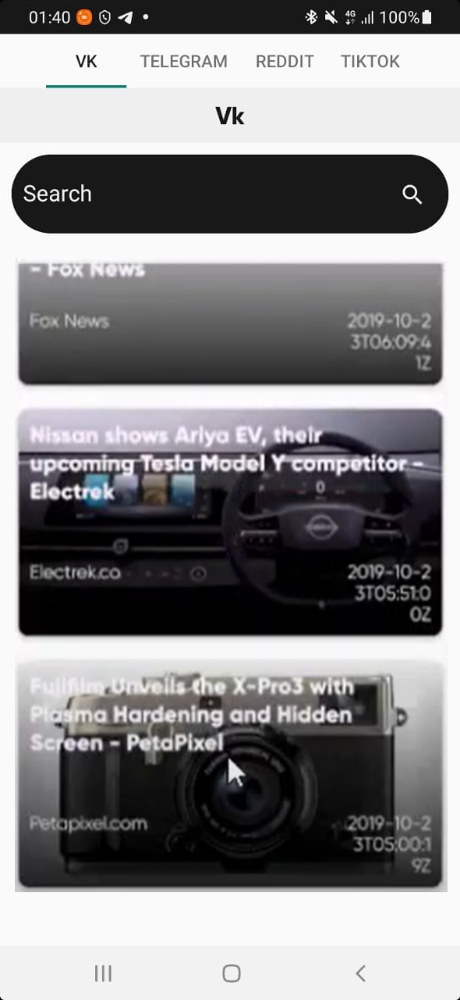 01:40
4G
100%
VK TELEGRAM REDDIT TIKTOK
Vk
Search
- Fox News
Fox News
2019-10-2
3T06:09:4
1Z
Nissan shows Ariya EV, their
upcoming Tesla Model Y competitor -
Electrek
0
Electrek.co
2019-10-2
3T05:51:0
0Z
Fujifilm Unveils the X-Pro3 with
Plasma Hardening and Hidden
Screen - PetaPixel
Petapixel.com
2019-10-2
3T05:00:1
9Z